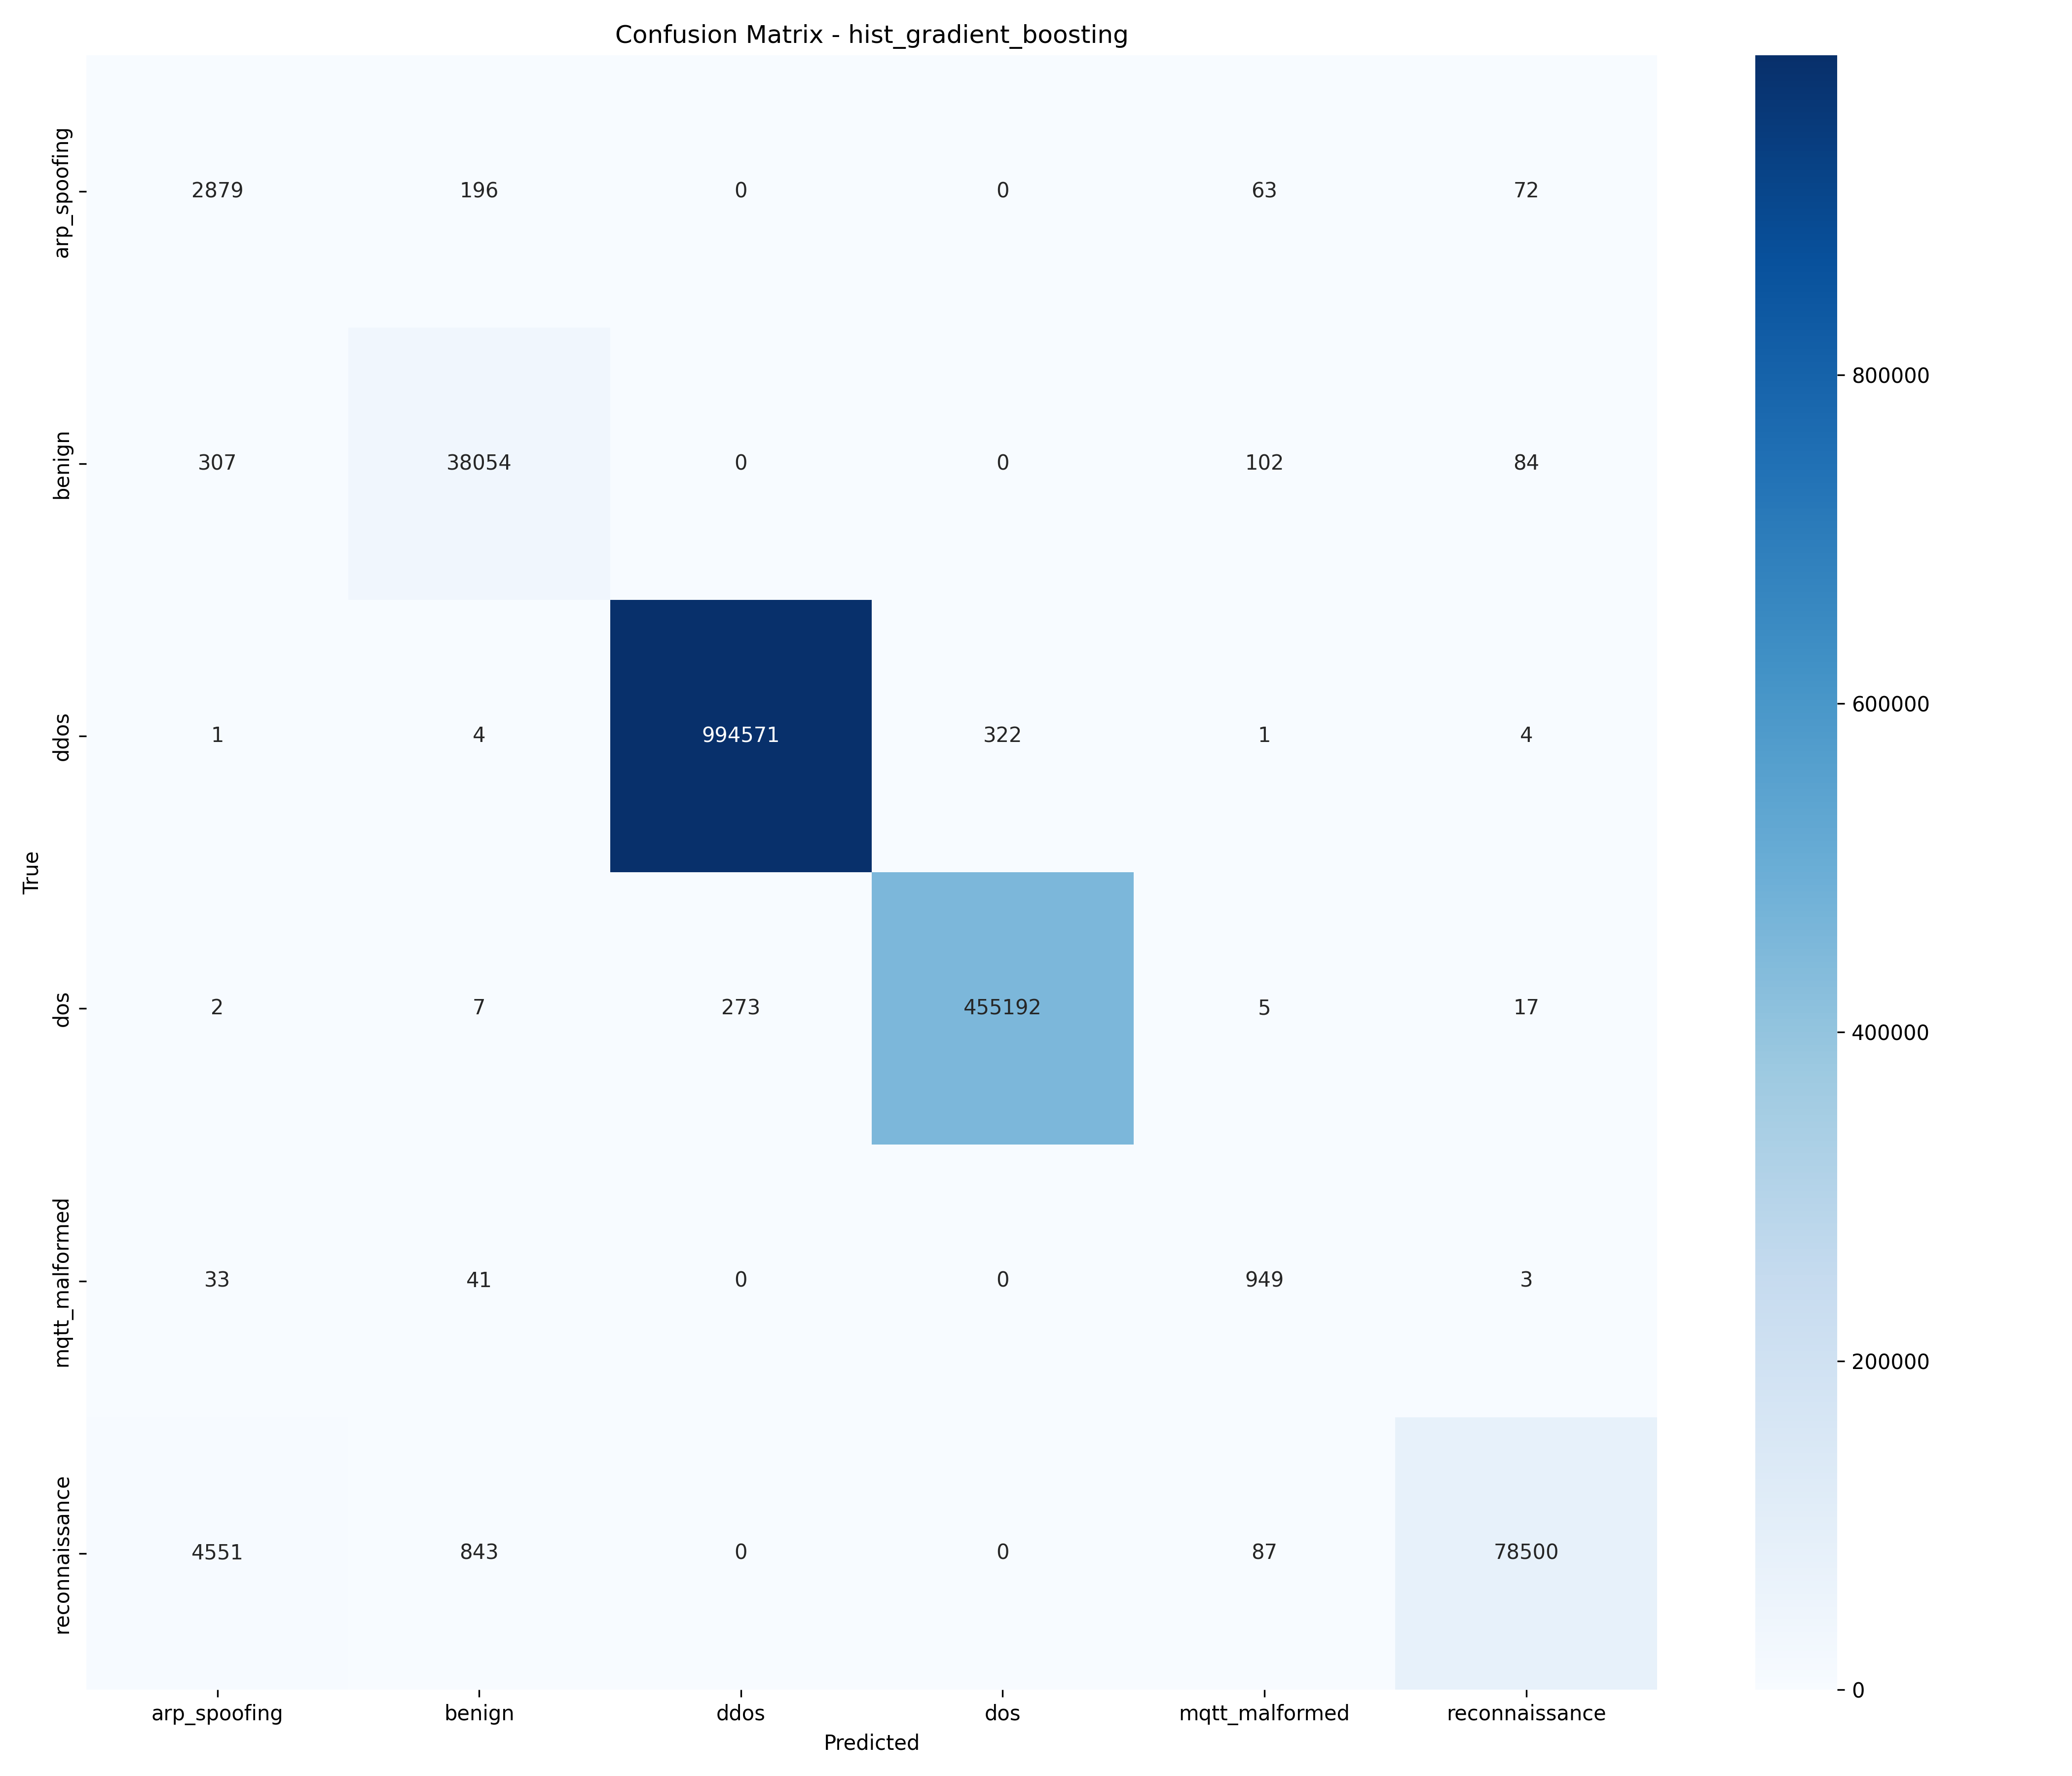 Confusion Matrix - hist_gradient_boosting
arp_spoofing
2879 196 0 0 63 72
benign
307 38054 0 0 102 84
ddos
1 4 994571 322 1 4
dos
2 7 273 455192 5 17
mqtt_malformed
33 41 0 0 949 3
reconnaissance
4551 843 0 0 87 78500
True
arp_spoofing benign ddos dos mqtt_malformed reconnaissance
Predicted
800000
600000
400000
200000
0